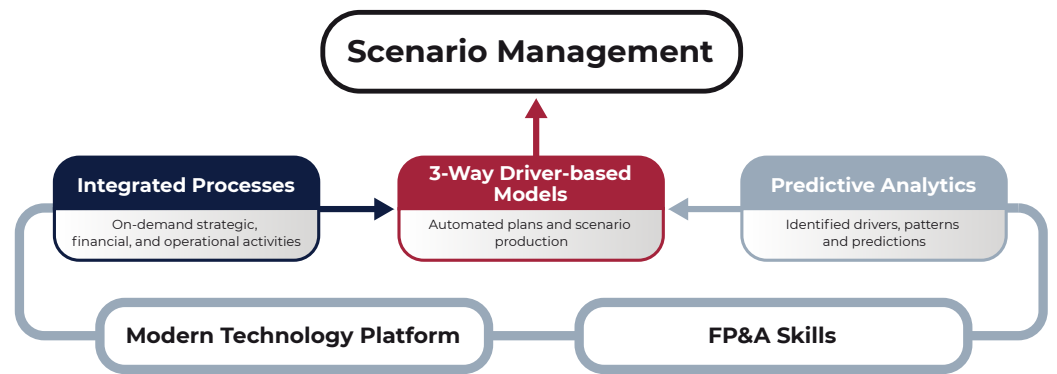 Scenario Management
Integrated Processes
On-demand strategic,
financial, and operational activities
3-Way Driver-based
Models
Automated plans and scenario
production
Predictive Analytics
Identified drivers, patterns
and predictions
Modern Technology Platform
FP&A Skills